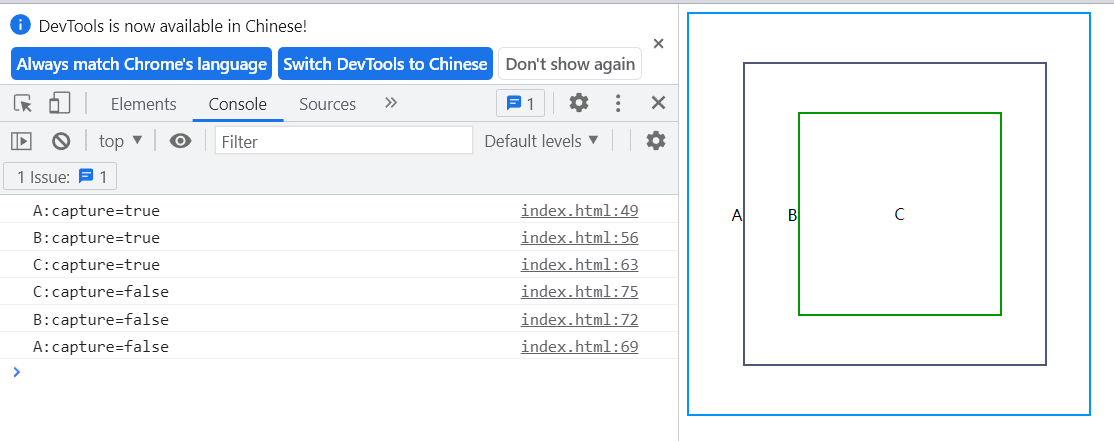 DevTools is now available in Chinese!
Always match Chrome's language Switch DevTools to Chinese Don't show again
Elements Console Sources 1
top Filter Default levels
1 Issue: 1
A:capture=true index.html:49
B:capture=true index.html:56
C:capture=true index.html:63
C:capture=false index.html:75
B:capture=false index.html:72
A:capture=false index.html:69
A B C